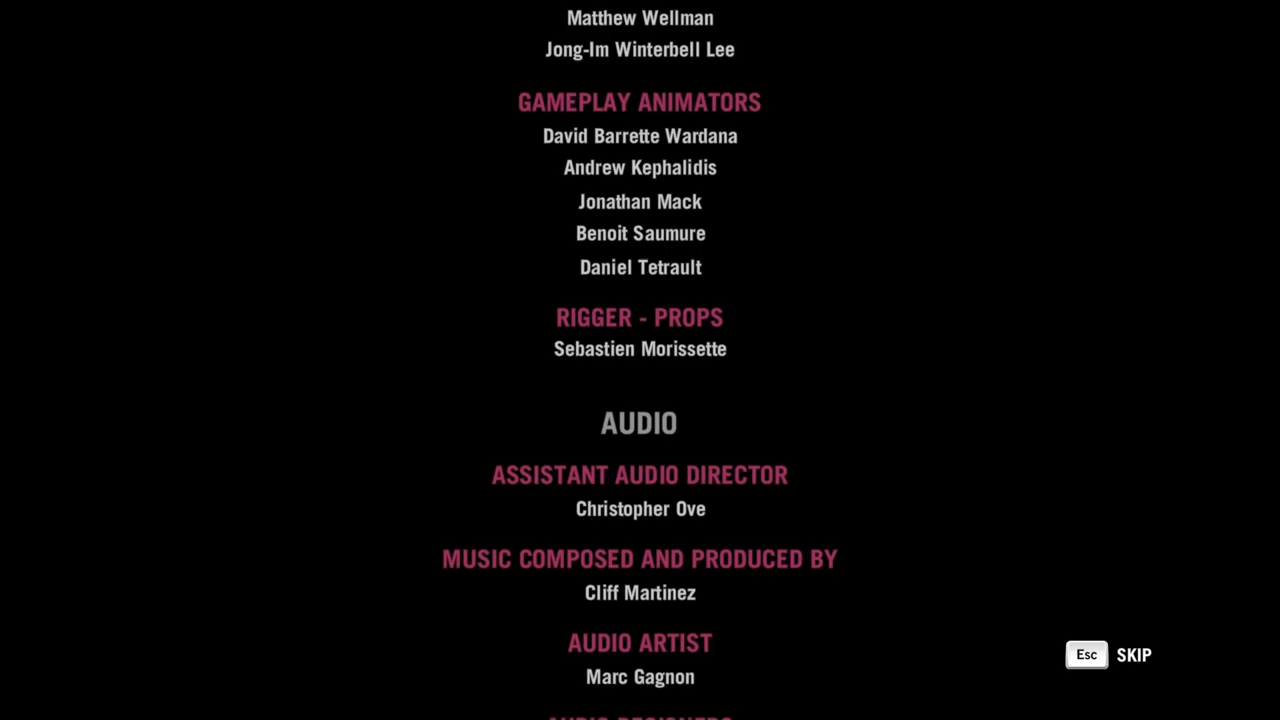 Matthew Wellman
Jong-Im Winterbell Lee
GAMEPLAY ANIMATORS
David Barrette Wardana
Andrew Kephalidis
Jonathan Mack
Benoit Saumure
Daniel Tetrault
RIGGER - PROPS
Sebastien Morissette
AUDIO
ASSISTANT AUDIO DIRECTOR
Christopher Ove
MUSIC COMPOSED AND PRODUCED BY
Cliff Martinez
AUDIO ARTIST
Esc SKIP
Marc Gagnon
AUDIO DESIGNERS